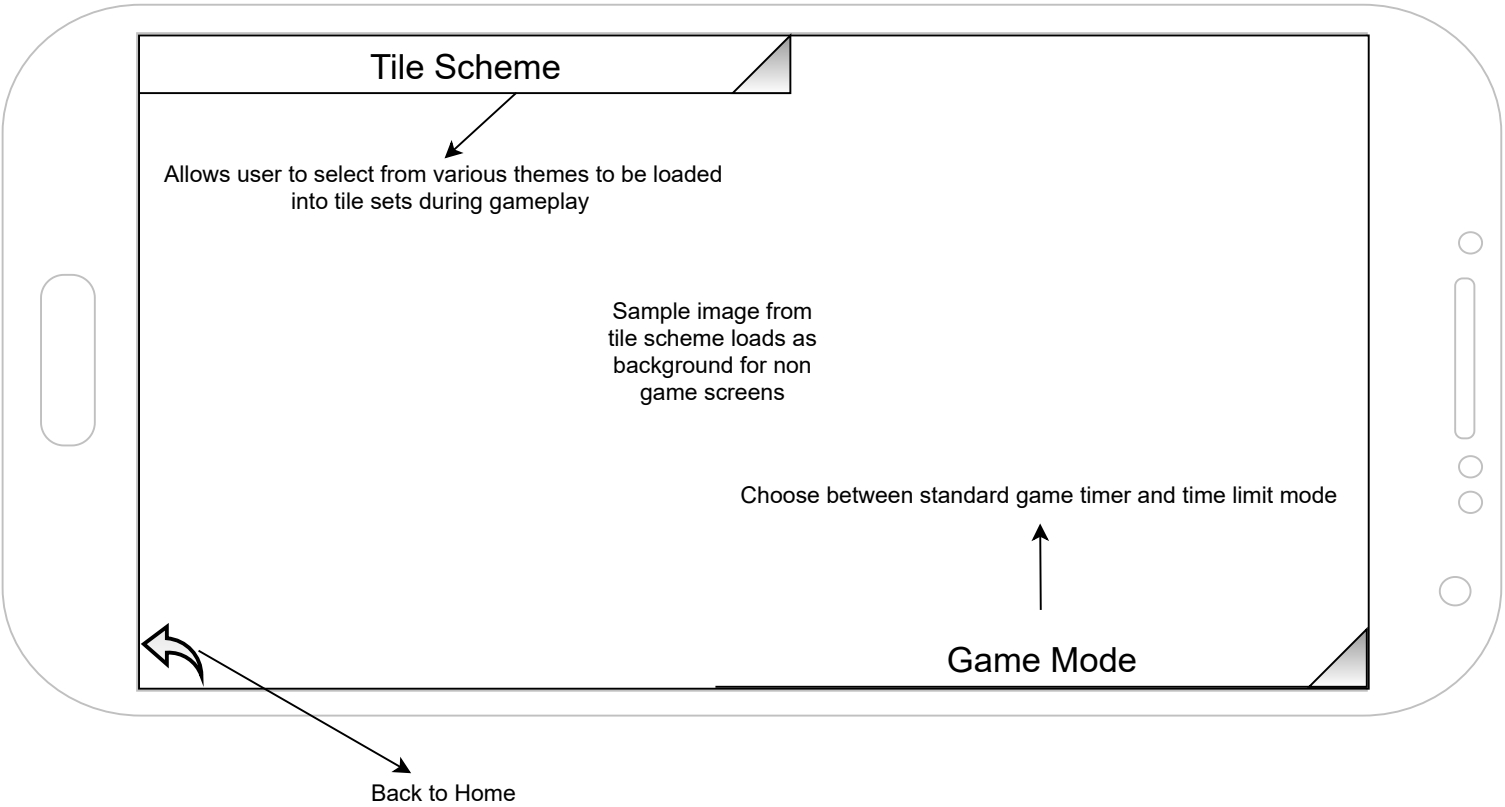 Tile Scheme
Allows user to select from various themes to be loaded
into tile sets during gameplay
Sample image from
tile scheme loads as
background for non
game screens
Choose between standard game timer and time limit mode
Game Mode
Back to Home